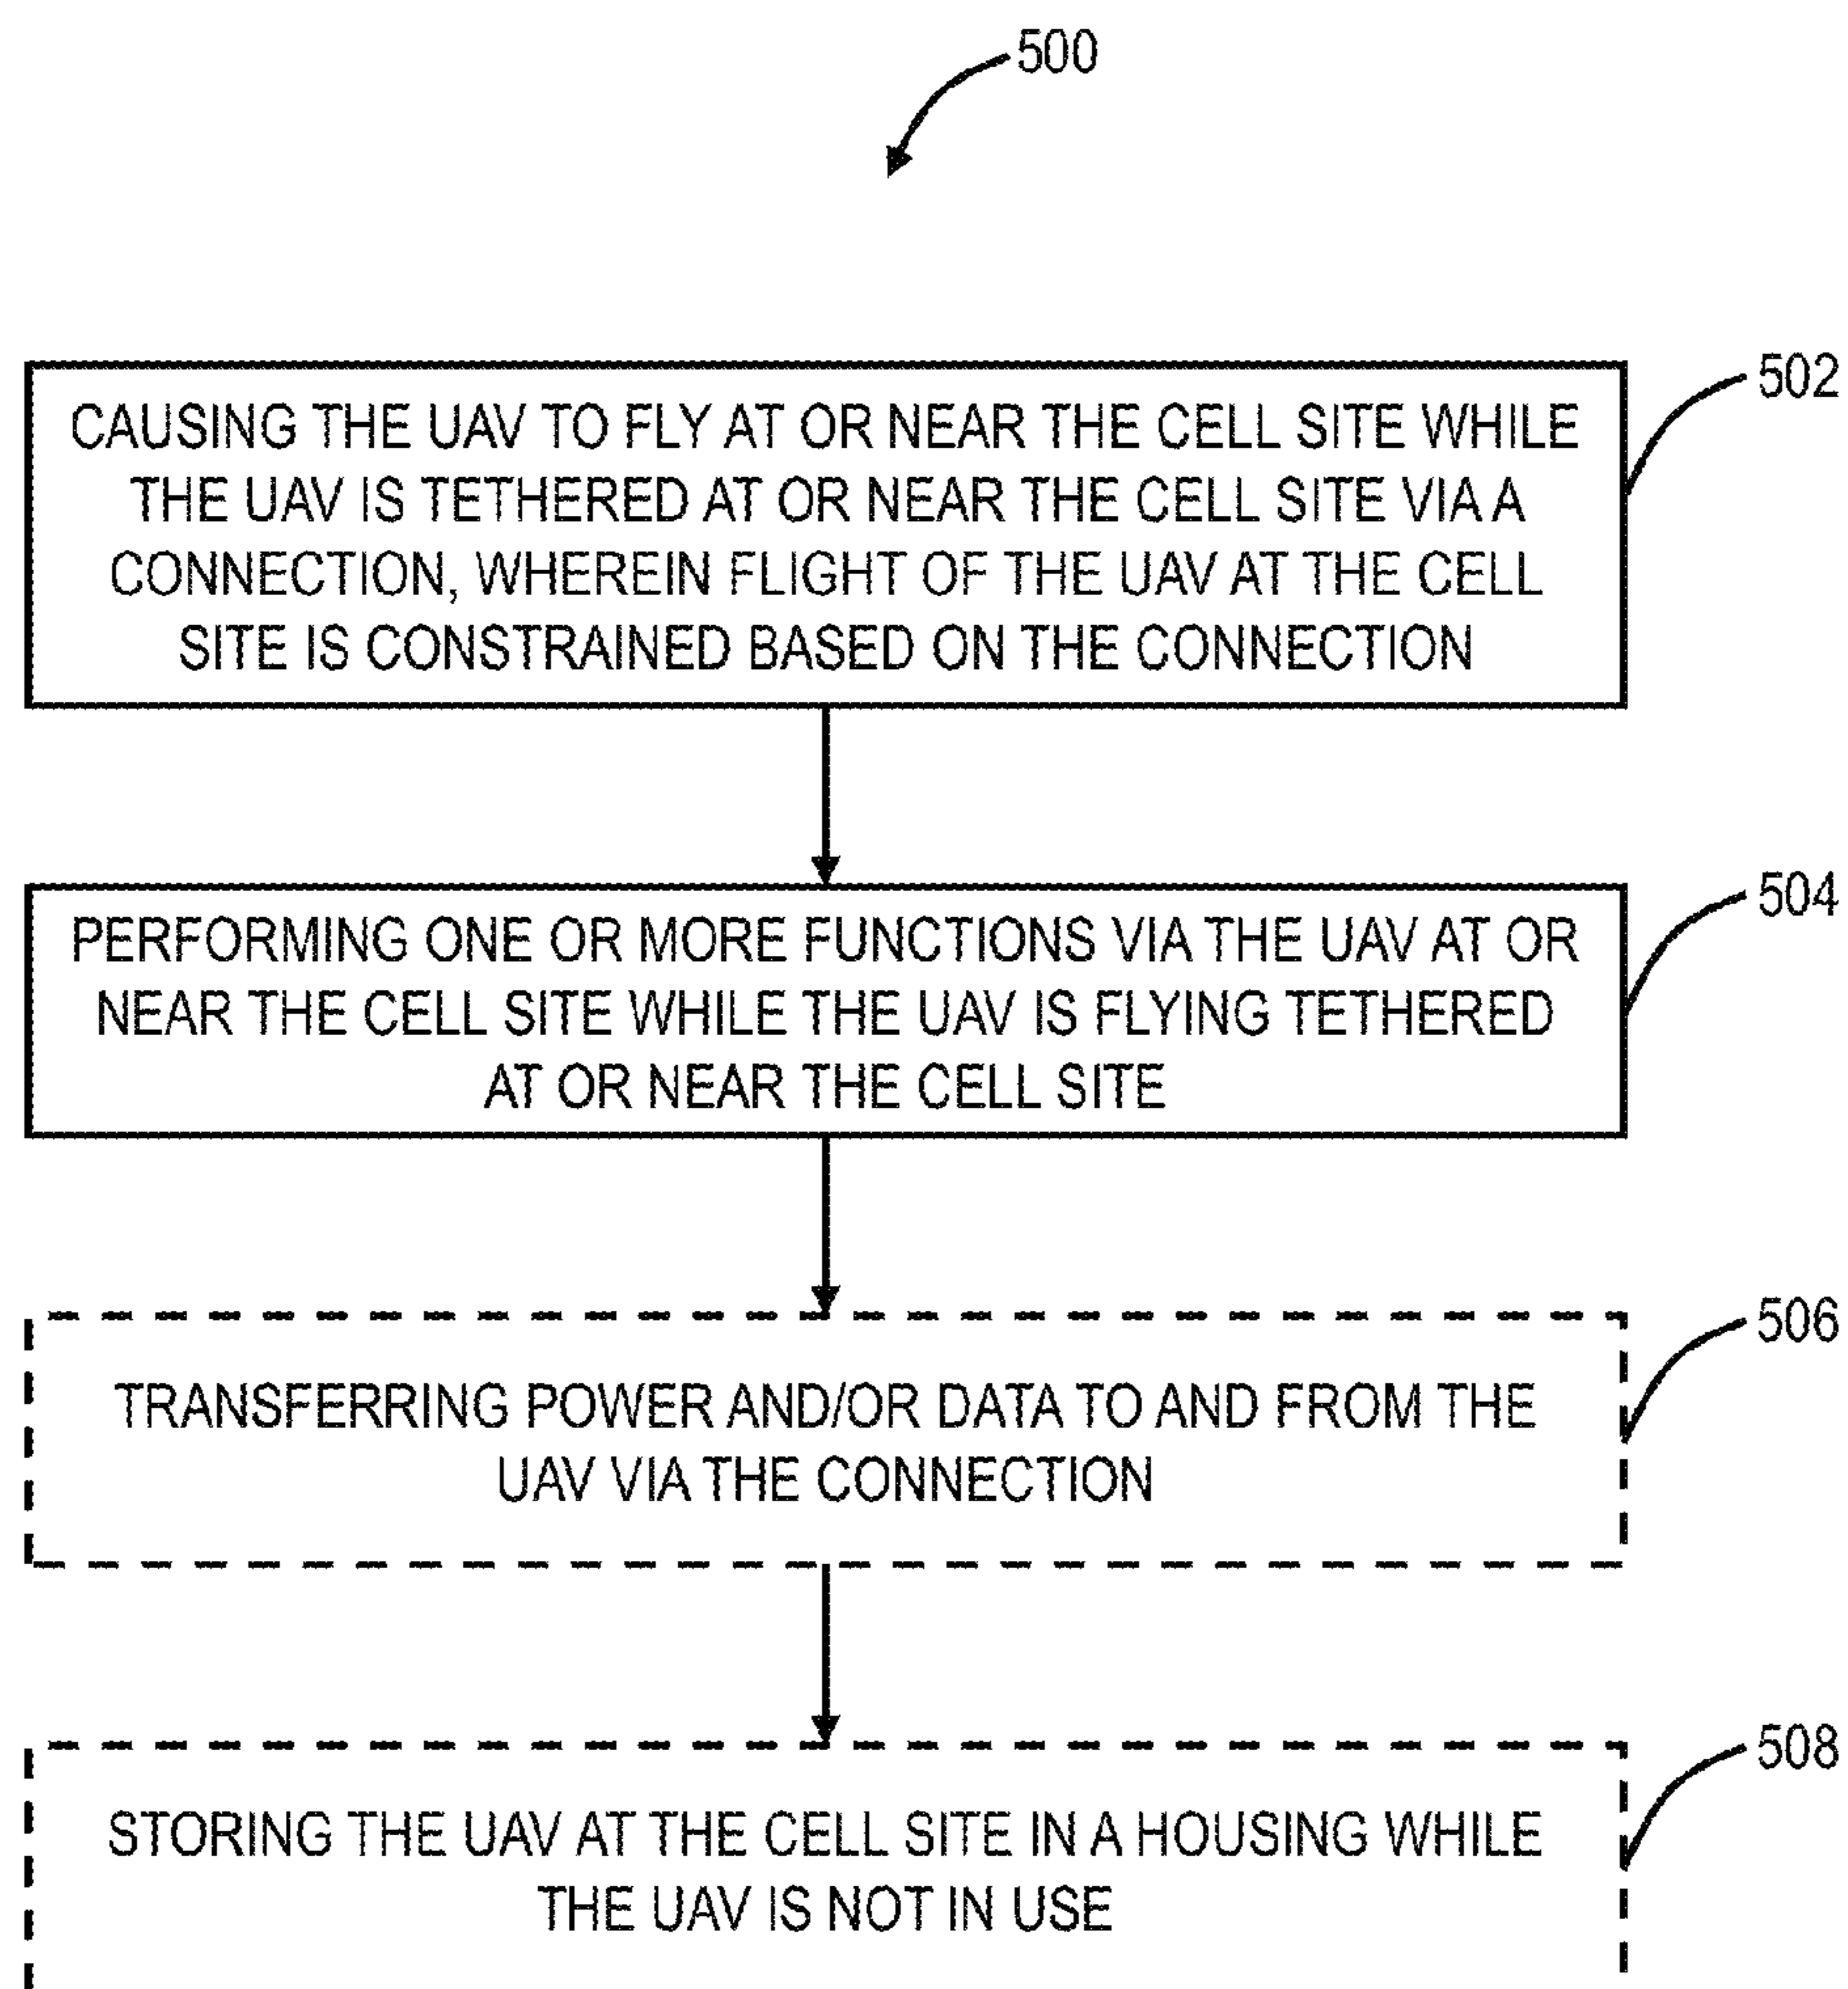 500
502
CAUSING THE UAV TO FLY AT OR NEAR THE CELL SITE WHILE
THE UAV IS TETHERED AT OR NEAR THE CELL SITE VIA A
CONNECTION, WHEREIN FLIGHT OF THE UAV AT THE CELL
SITE IS CONSTRAINED BASED ON THE CONNECTION
504
PERFORMING ONE OR MORE FUNCTIONS VIA THE UAV AT OR
NEAR THE CELL SITE WHILE THE UAV IS FLYING TETHERED
AT OR NEAR THE CELL SITE
506
TRANSFERRING POWER AND/OR DATA TO AND FROM THE
UAV VIA THE CONNECTION
508
STORING THE UAV AT THE CELL SITE IN A HOUSING WHILE
THE UAV IS NOT IN USE